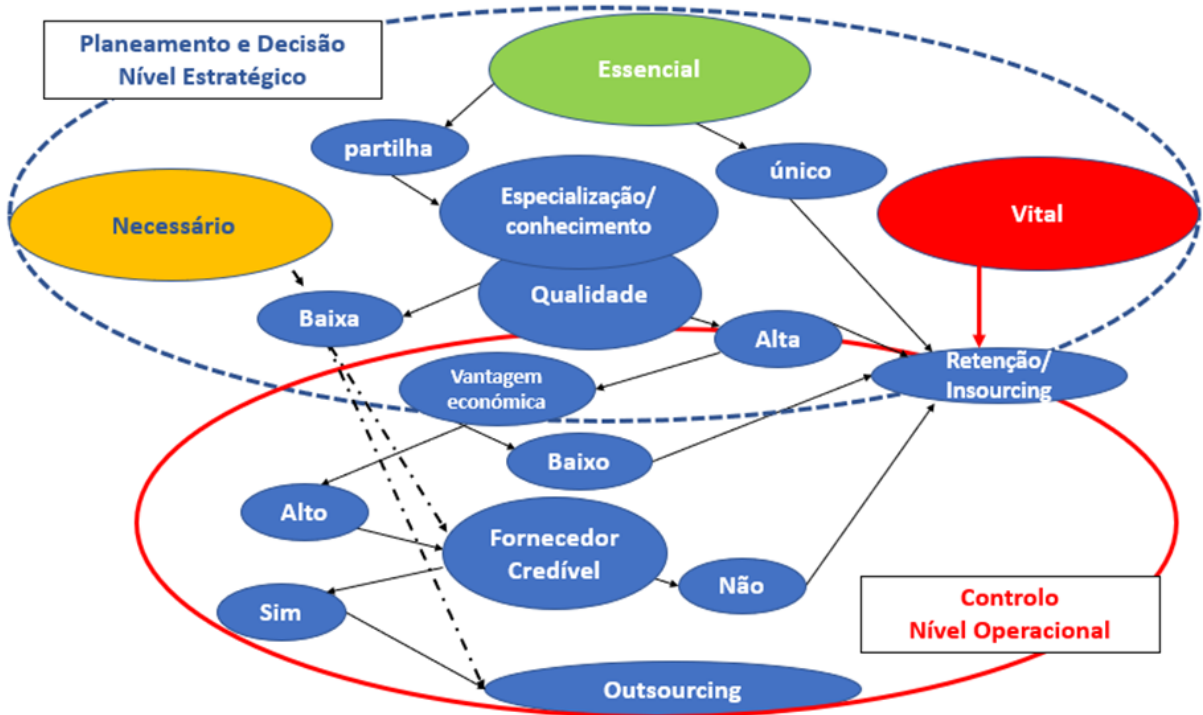 Planeamento e Decisão
Nível Estratégico
Essencial
partilha
único
Especialização/
conhecimento
Necessário
Vital
Qualidade
Baixa
Alta
Retenção/
Insourcing
Vantagem
económica
Baixo
Alto
Fornecedor
Credível
Não
Sim
Controlo
Nível Operacional
Outsourcing